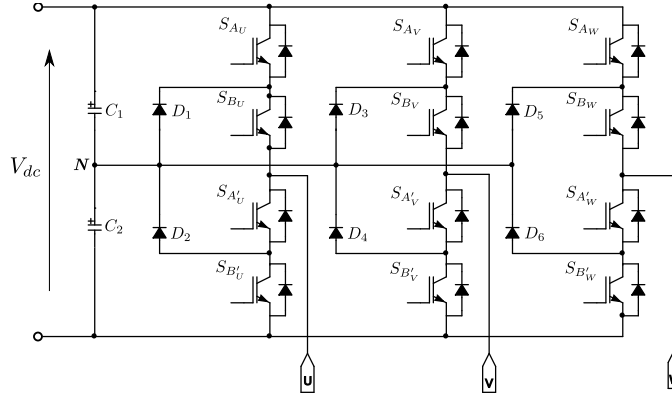 S_{A_U} S_{A_V} S_{A_W}
C_1 D_1 S_{B_U} D_3 S_{B_V} D_5 S_{B_W}
V_{dc} N
C_2 D_2 S_{A'_U} D_4 S_{A'_V} D_6 S_{A'_W}
S_{B'_U} S_{B'_V} S_{B'_W}
U V